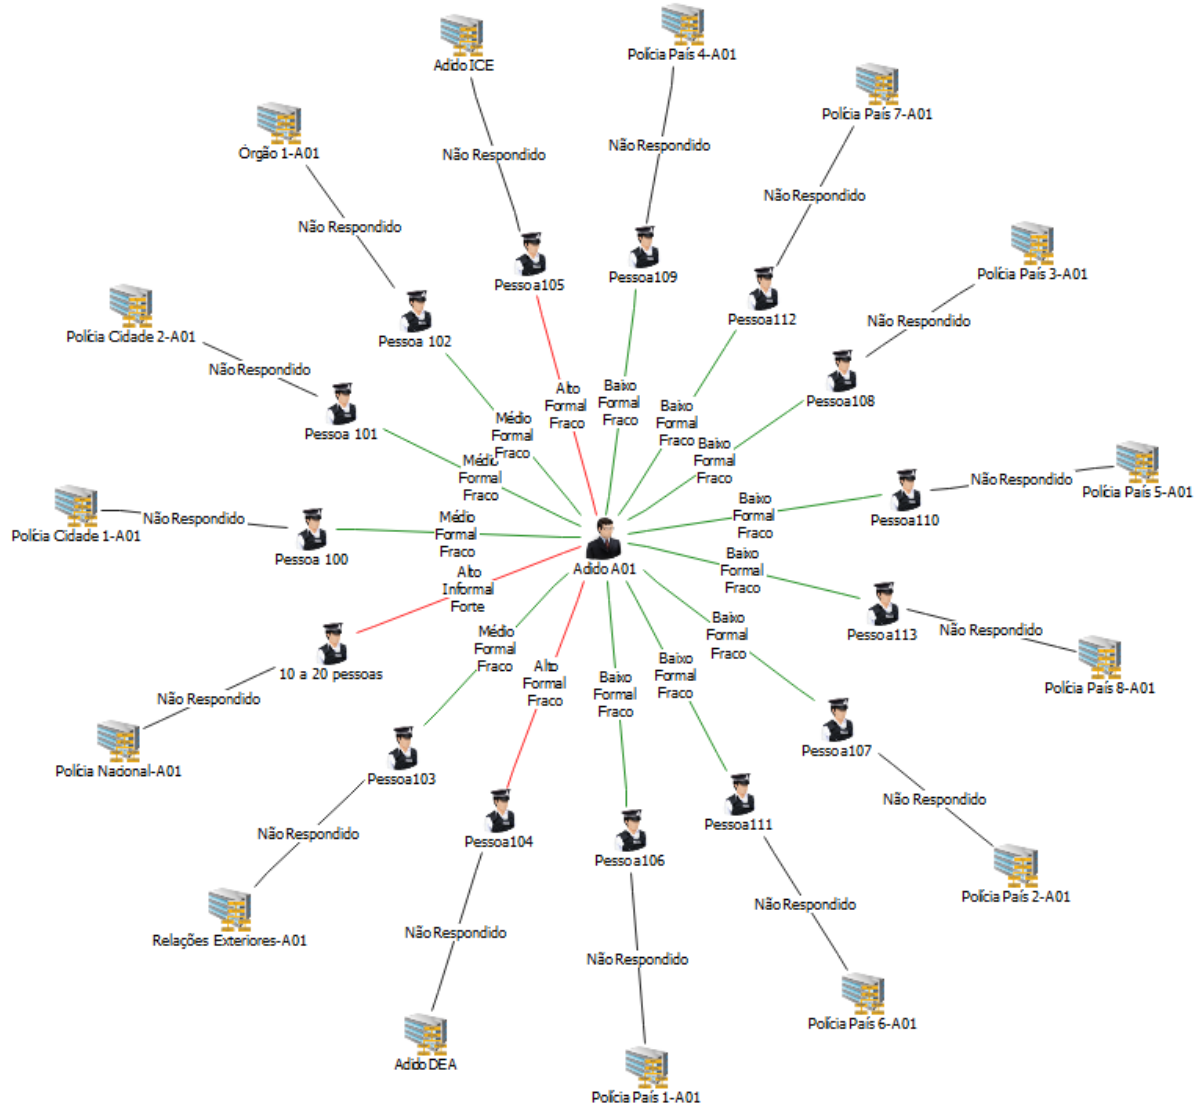 Adido ICE
Polícia País 4-A01
Polícia País 7-A01
Órgão 1-A01
Não Respondido
Não Respondido
Não Respondido
Não Respondido
Polícia País 3-A01
Pessoa105
Pessoa109
Pessoa112
Não Respondido
Polícia Cidade 2-A01
Pessoa 102
Não Respondido
Pessoa108
Pessoa 101
Alto
Formal
Fraco
Baixo
Formal
Fraco
Baixo
Formal
Fraco
Médio
Formal
Fraco
Baixo
Formal
Fraco
Médio
Formal
Fraco
Não Respondido
Polícia País 5-A01
Pessoa110
Baixo
Formal
Fraco
Polícia Cidade 1-A01
Não Respondido
Pessoa 100
Médio
Formal
Fraco
Adido A01
Baixo
Formal
Fraco
Alto
Informal
Forte
Pessoa113
Não Respondido
Polícia País 8-A01
Baixo
Formal
Fraco
Médio
Formal
Fraco
10 a 20 pessoas
Alto
Formal
Fraco
Baixo
Formal
Fraco
Baixo
Formal
Fraco
Não Respondido
Polícia Nacional-A01
Pessoa107
Pessoa103
Não Respondido
Pessoa111
Pessoa104
Pessoa106
Não Respondido
Polícia País 2-A01
Não Respondido
Relações Exteriores-A01
Não Respondido
Não Respondido
Polícia País 6-A01
Adido DEA
Polícia País 1-A01